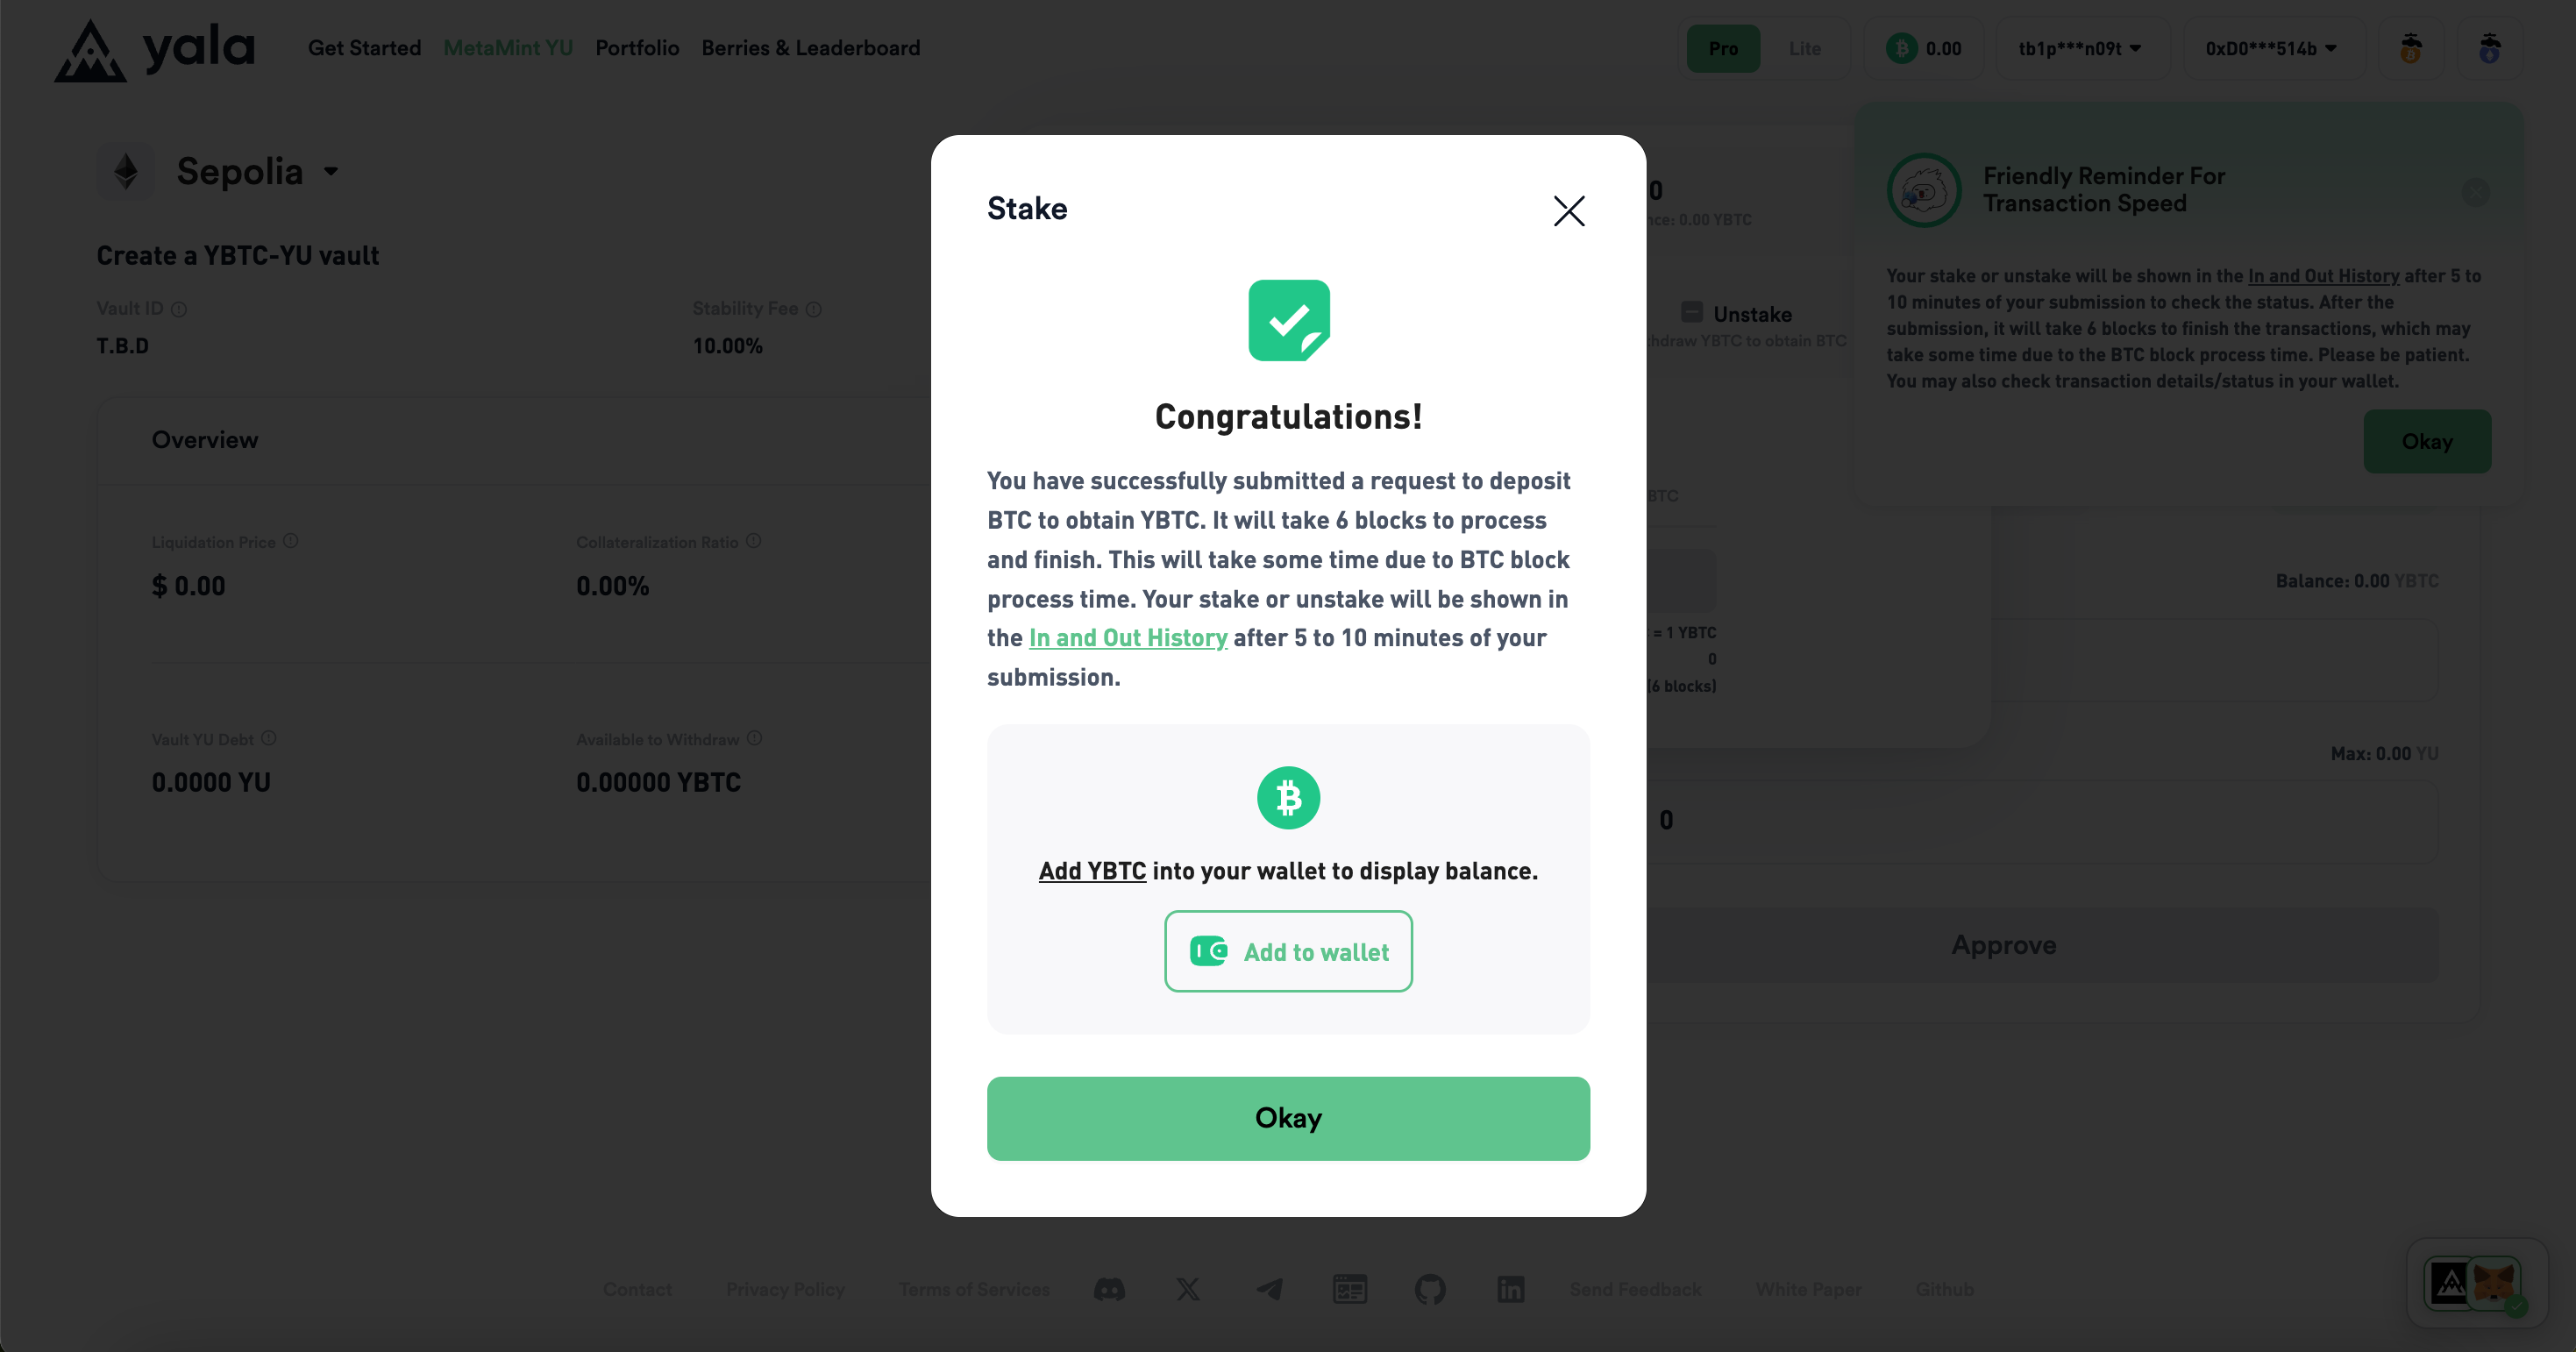 yala
Get Started
MetaMint YU
Portfolio
Berries & Leaderboard
Pro
Lite
0.00
tb1p***n09t
0xD0***514b
Sepolia
Create a YBTC-YU vault
Vault ID
T.B.D
Stability Fee
10.00%
Overview
Liquidation Price
$ 0.00
Collateralization Ratio
0.00%
Vault YU Debt
0.0000 YU
Available to Withdraw
0.00000 YBTC
Stake
Congratulations!
You have successfully submitted a request to deposit
BTC to obtain YBTC. It will take 6 blocks to process
and finish. This will take some time due to BTC block
process time. Your stake or unstake will be shown in
the In and Out History after 5 to 10 minutes of your
submission.
Add YBTC into your wallet to display balance.
Add to wallet
Okay
0
: 0.00 YBTC
Unstake
YBTC to obtain BTC
BTC
= 1 YBTC
0
(6 blocks)
Friendly Reminder For
Transaction Speed
Your stake or unstake will be shown in the In and Out History after 5 to
10 minutes of your submission to check the status. After the
submission, it will take 6 blocks to finish the transactions, which may
take some time due to the BTC block process time. Please be patient.
You may also check transaction details/status in your wallet.
Okay
Balance: 0.00 YBTC
Max: 0.00 YU
0
Approve
Contact
Privacy Policy
Terms of Services
Send Feedback
White Paper
Github